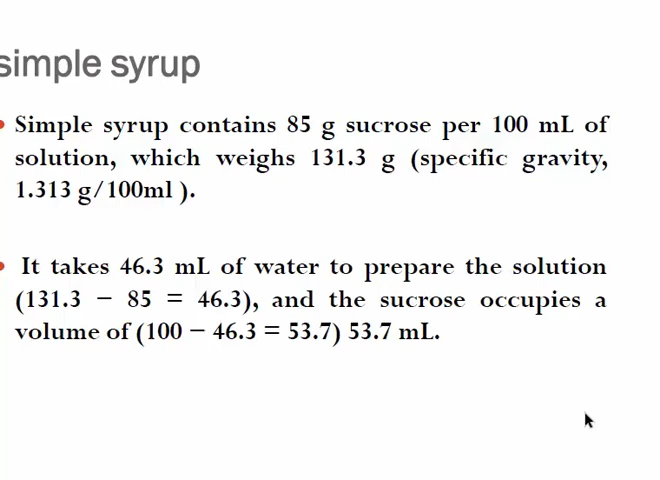 simple syrup
• Simple syrup contains 85 g sucrose per 100 mL of
solution, which weighs 131.3 g (specific gravity,
1.313 g/100ml ).
• It takes 46.3 mL of water to prepare the solution
(131.3 − 85 = 46.3), and the sucrose occupies a
volume of (100 − 46.3 = 53.7) 53.7 mL.